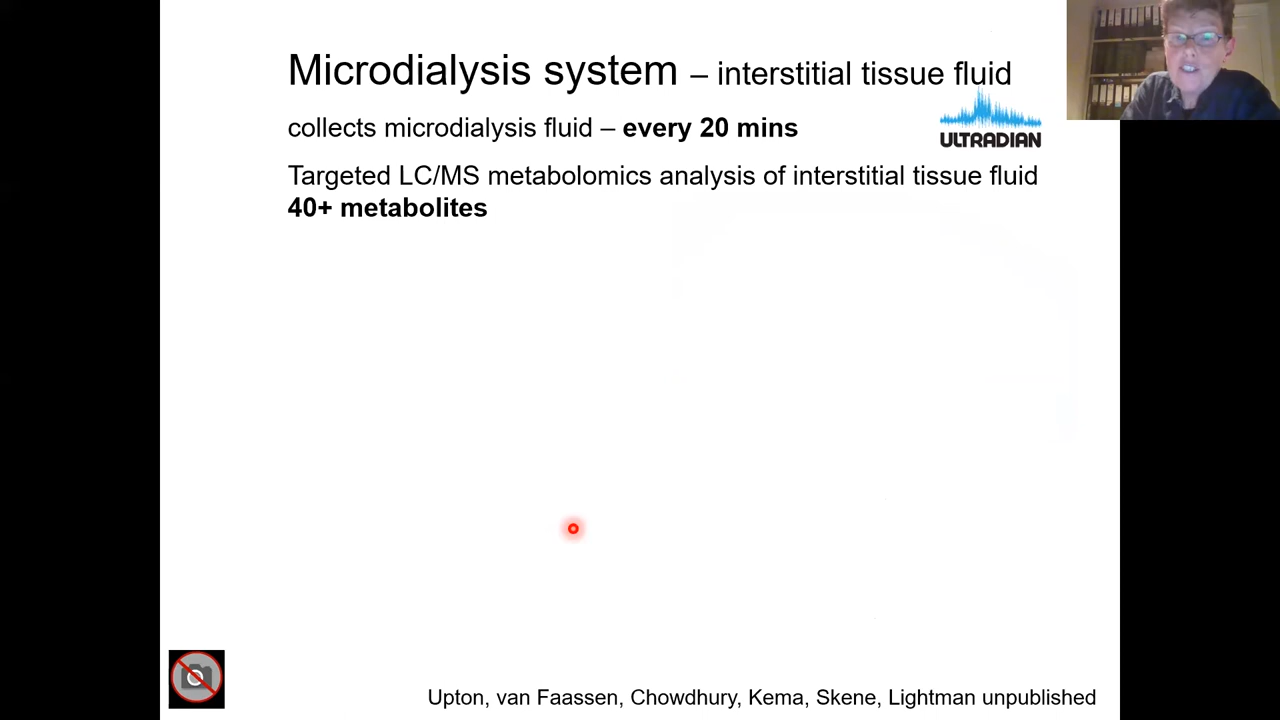 Microdialysis system – interstitial tissue fluid
collects microdialysis fluid – every 20 mins
ULTRADIAN
Targeted LC/MS metabolomics analysis of interstitial tissue fluid
40+ metabolites
Upton, van Faassen, Chowdhury, Kema, Skene, Lightman unpublished